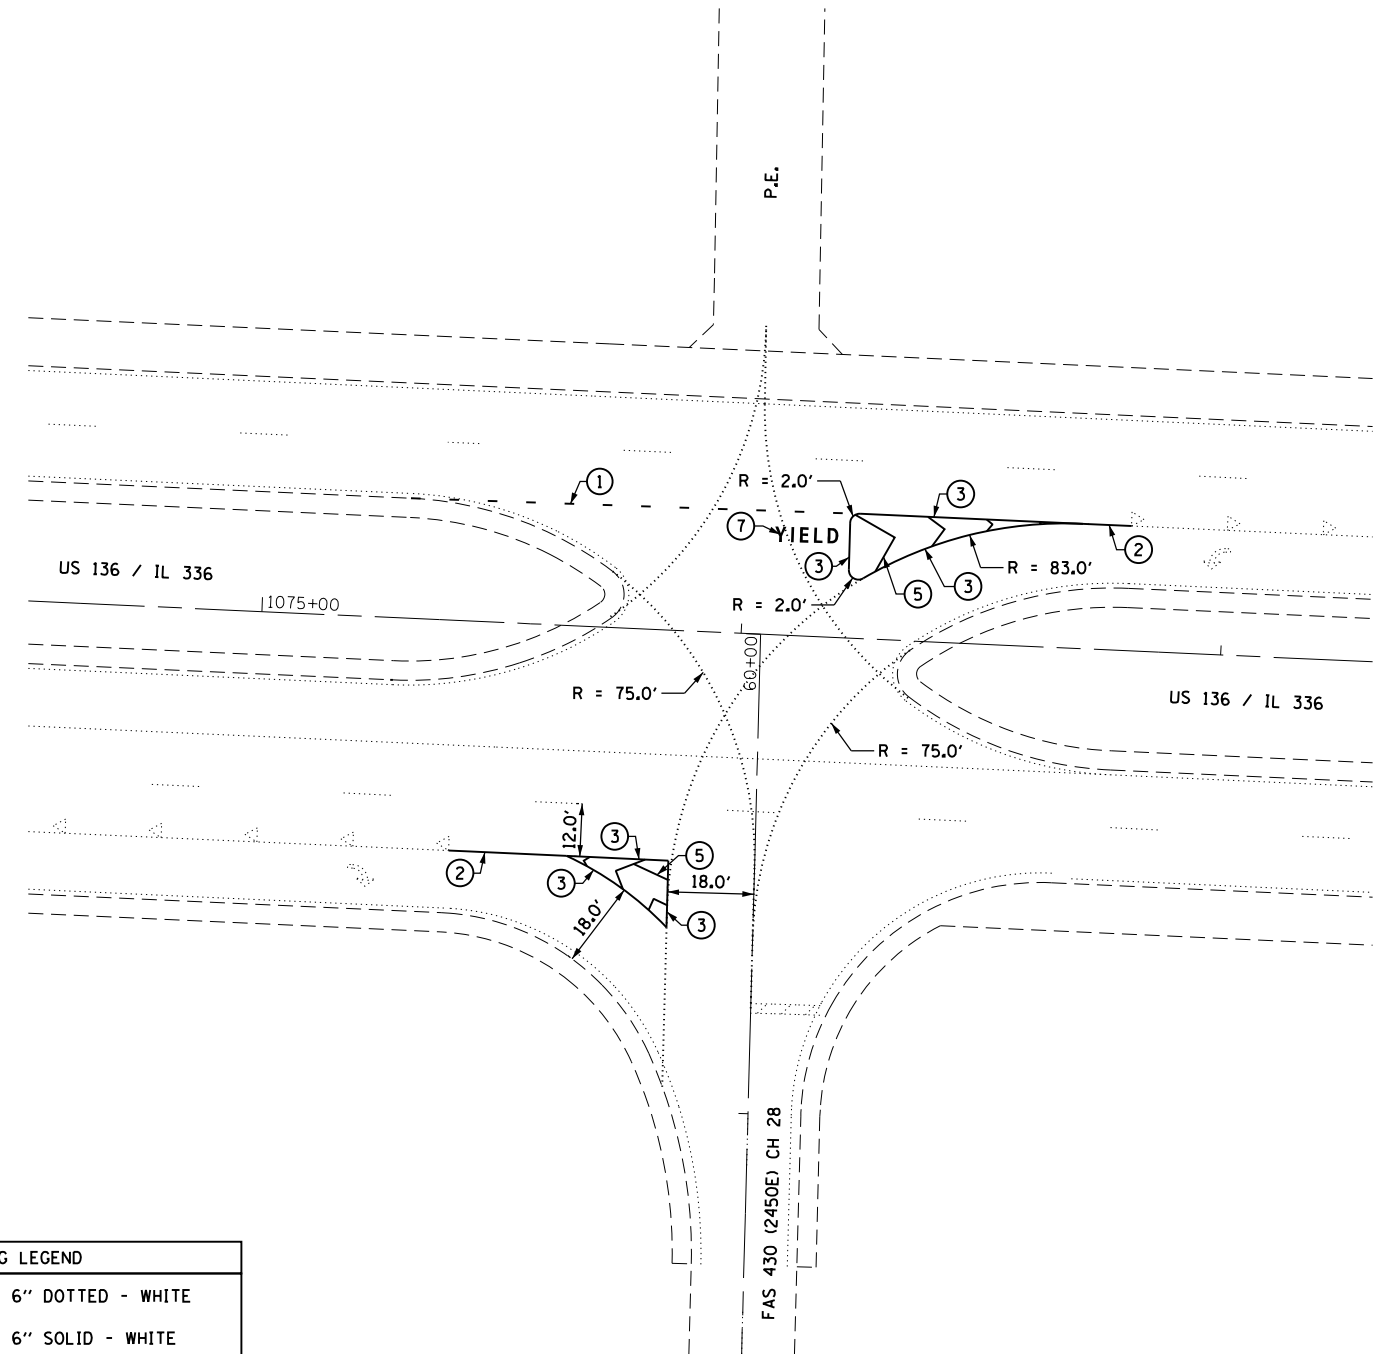 P.E.
1
R = 2.0'
3
7
YIELD
2
3
R = 83.0'
3
5
R = 2.0'
US 136 / IL 336
1075+00
60+00
R = 75.0'
US 136 / IL 336
R = 75.0'
12.0'
3
5
2
3
18.0'
18.0'
3
FAS 430 (2450E) CH 28
G LEGEND
6" DOTTED - WHITE
6" SOLID - WHITE